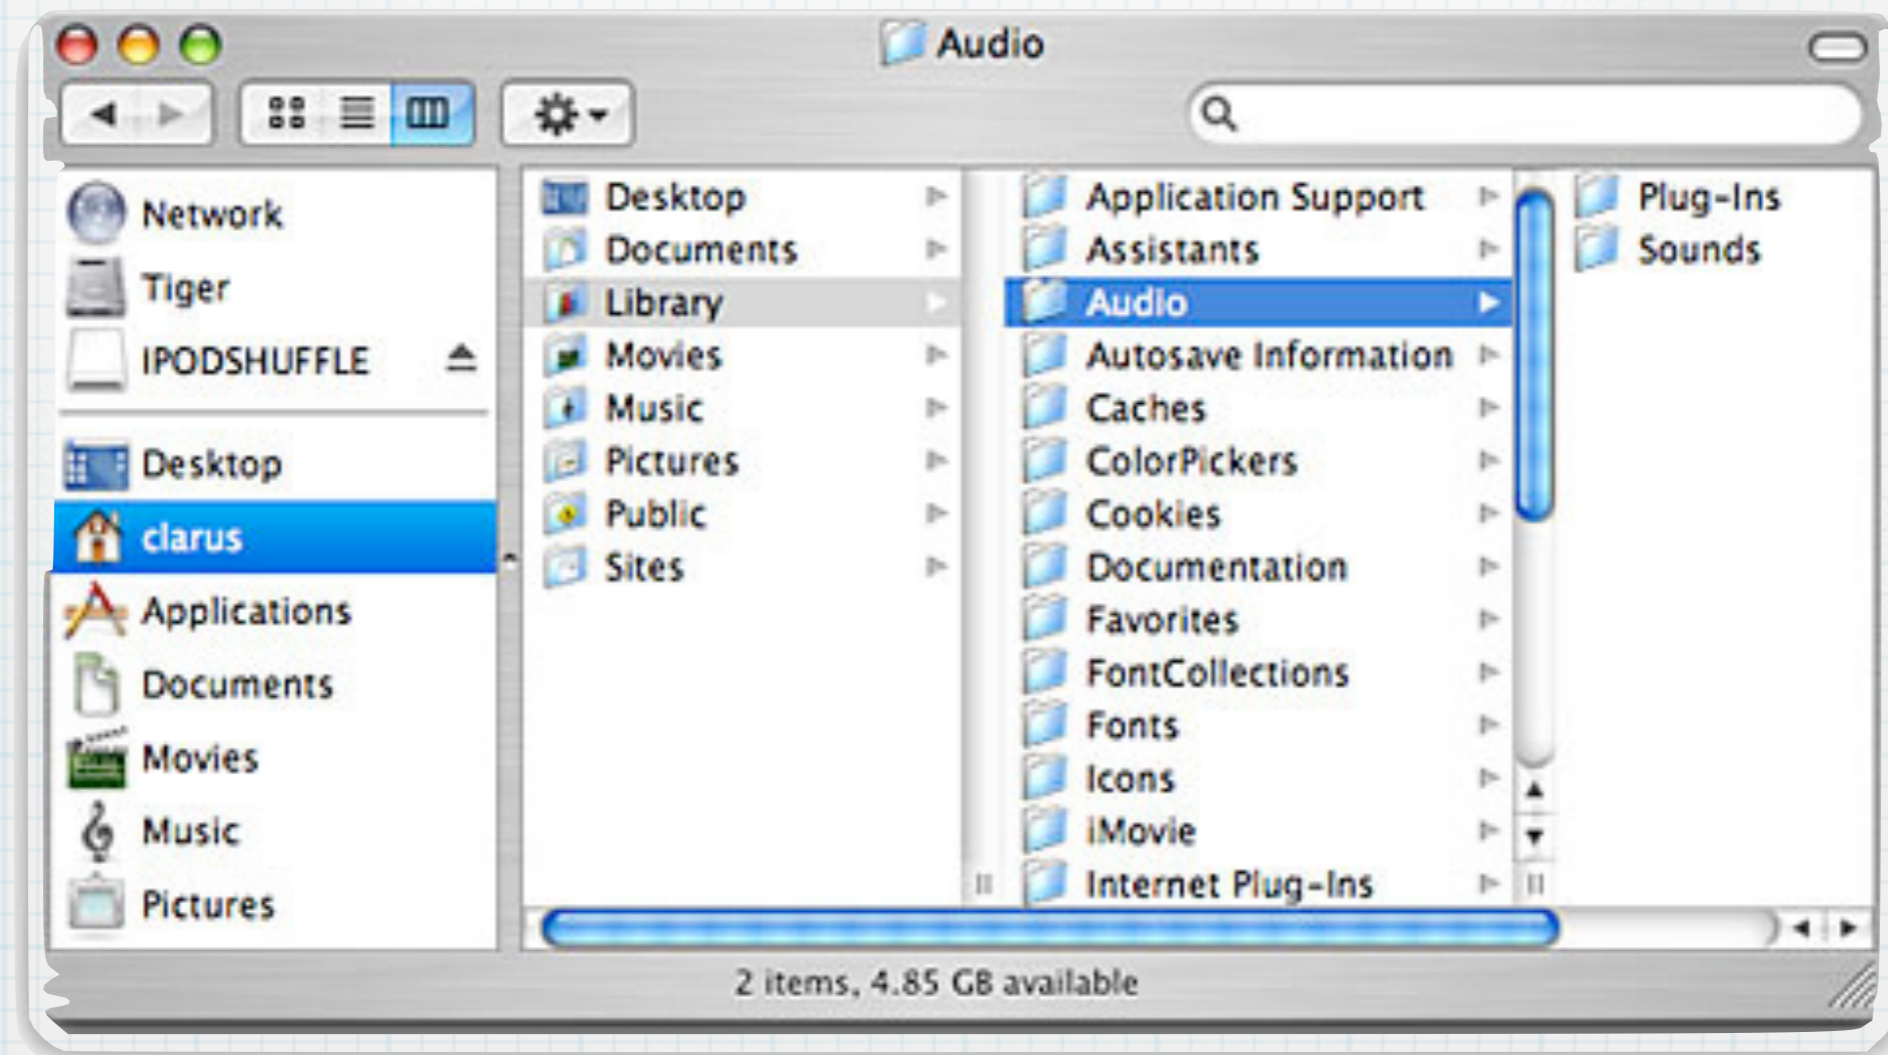 Audio
Network
Tiger
IPODSHUFFLE
Desktop
clarus
Applications
Documents
Movies
Music
Pictures
Desktop
Documents
Library
Movies
Music
Pictures
Public
Sites
Application Support
Assistants
Audio
Autosave Information
Caches
ColorPickers
Cookies
Documentation
Favorites
FontCollections
Fonts
Icons
iMovie
Internet Plug-Ins
Plug-Ins
Sounds
2 items, 4.85 GB available